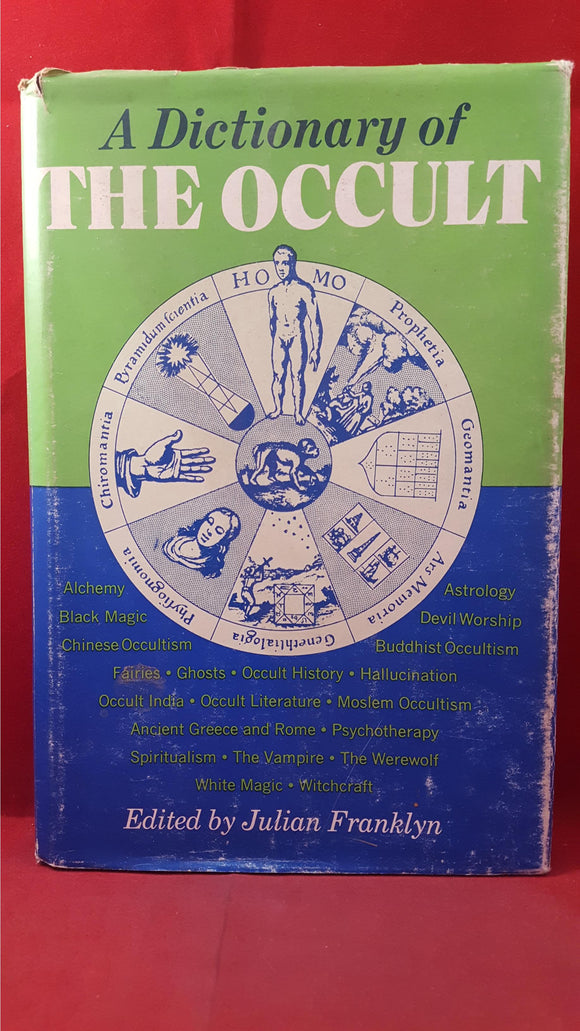 A Dictionary of
THE OCCULT
HOMO
Prophetia
Geomantia
Ars Memoria
Genethlialogia
Phyſiognomia
Chiromantia
Pyramidum ſcientia
Alchemy
Astrology
Black Magic
Devil Worship
Chinese Occultism
Buddhist Occultism
Fairies • Ghosts • Occult History • Hallucination
Occult India • Occult Literature • Moslem Occultism
Ancient Greece and Rome • Psychotherapy
Spiritualism • The Vampire • The Werewolf
White Magic • Witchcraft
Edited by Julian Franklyn